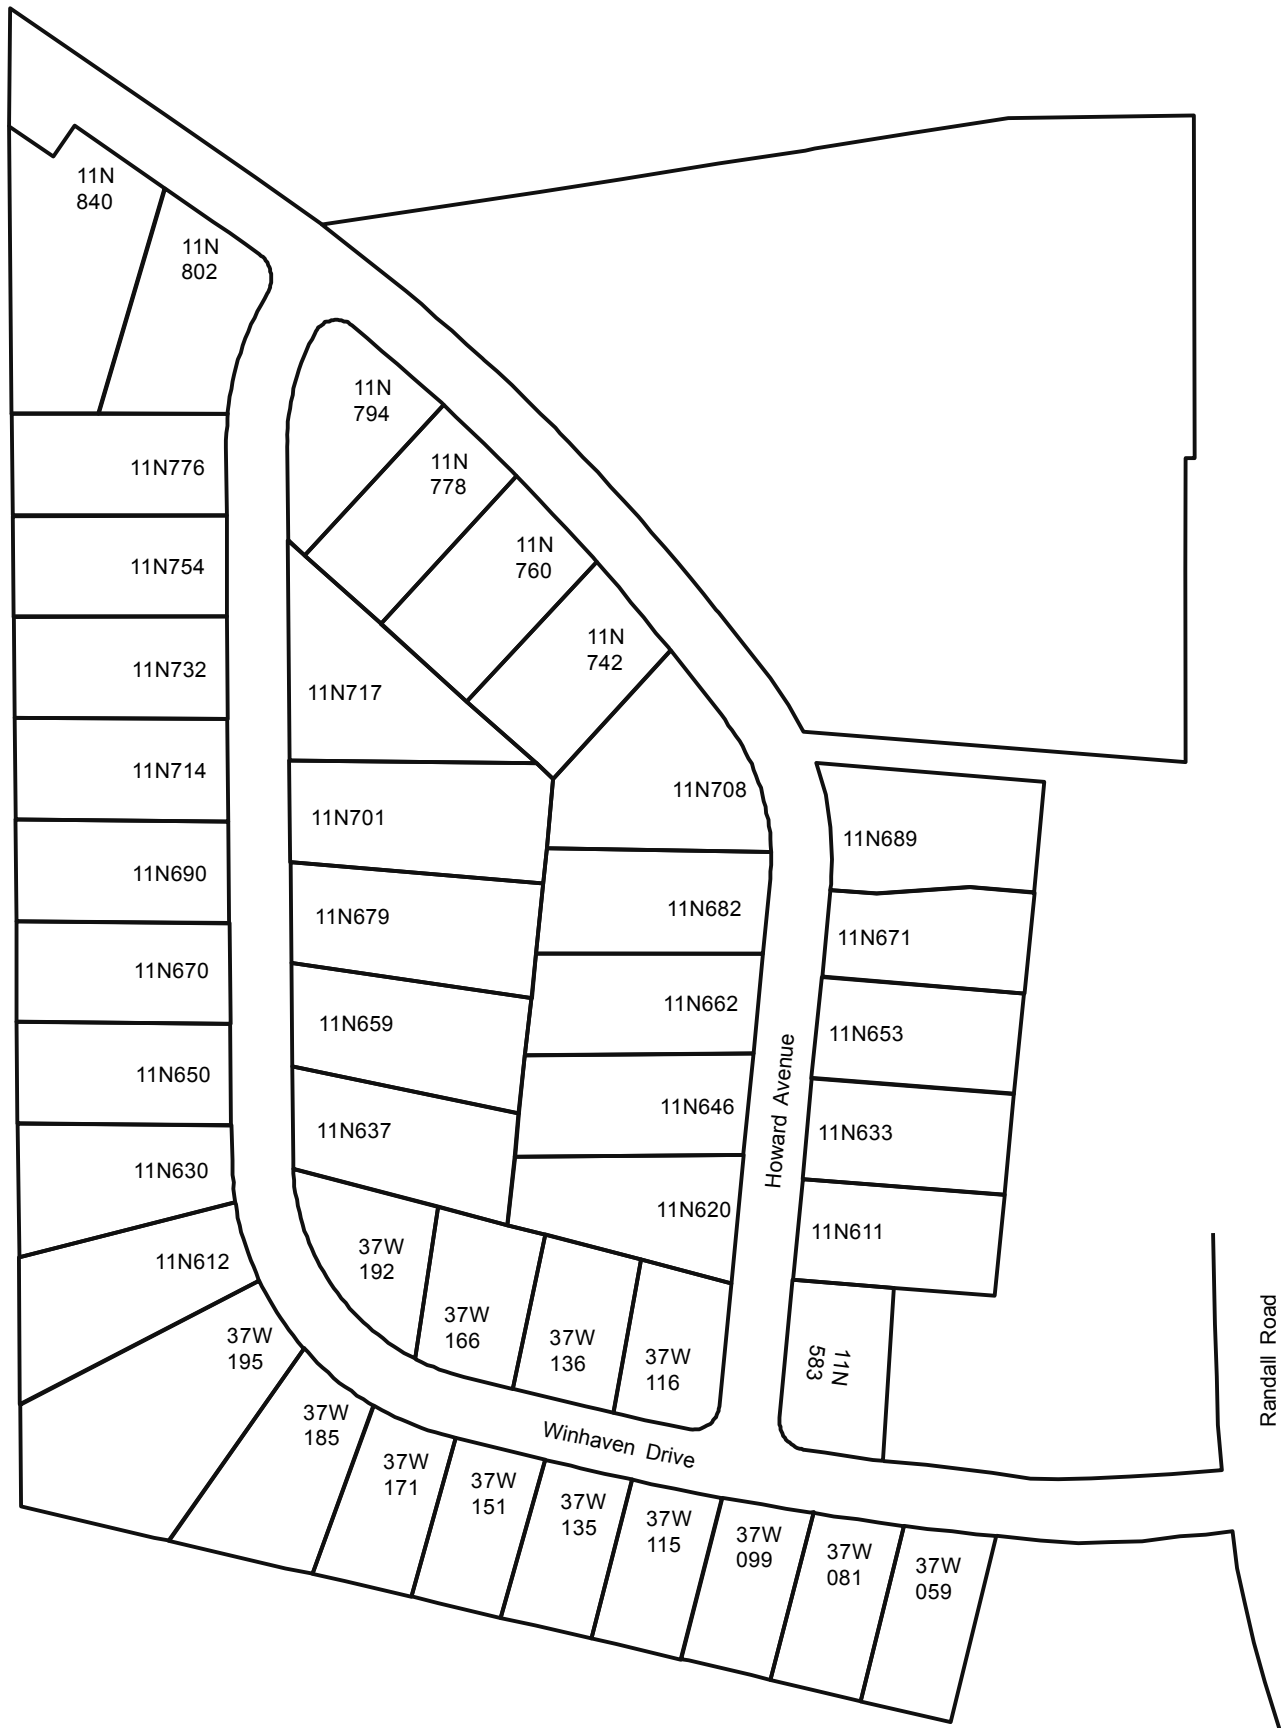 11N
840
11N
802
11N
794
11N776
11N
778
11N754
11N
760
11N732
11N
742
11N717
11N714
11N701
11N708
11N689
11N690
11N679
11N682
11N671
11N670
11N659
11N662
11N653
11N650
11N637
11N646
11N633
Howard Avenue
11N630
11N620
11N611
11N612
37W
192
37W
166
37W
136
37W
116
11N
583
Randall Road
37W
195
37W
185
Winhaven Drive
37W
171
37W
151
37W
135
37W
115
37W
099
37W
081
37W
059